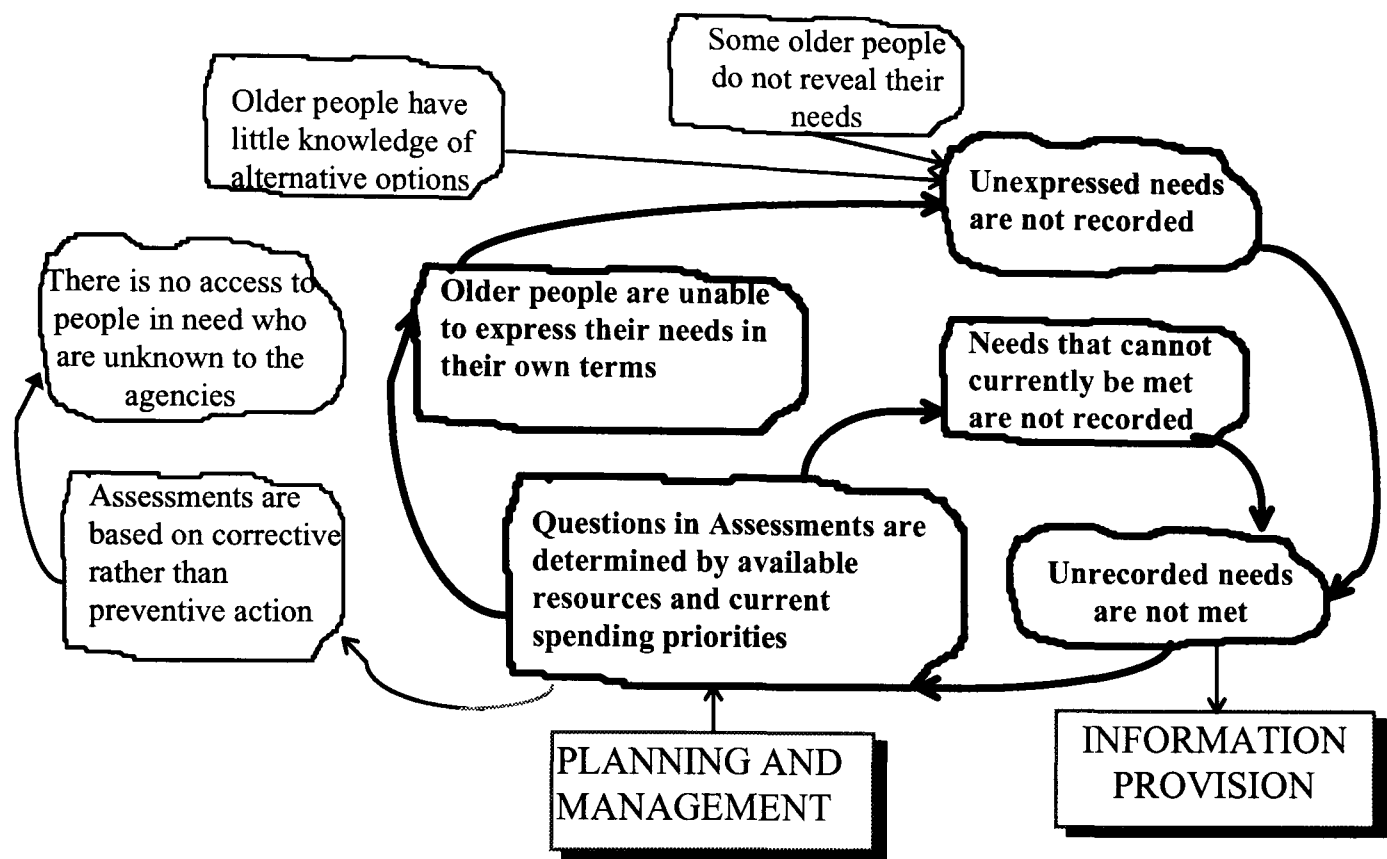 Some older people
do not reveal their
needs
Older people have
little knowledge of
alternative options
Unexpressed needs
are not recorded
There is no access to
people in need who
are unknown to the
agencies
Older people are unable
to express their needs in
their own terms
Needs that cannot
currently be met
are not recorded
Assessments are
based on corrective
rather than
preventive action
Questions in Assessments are
determined by available
resources and current
spending priorities
Unrecorded needs
are not met
PLANNING AND
MANAGEMENT
INFORMATION
PROVISION